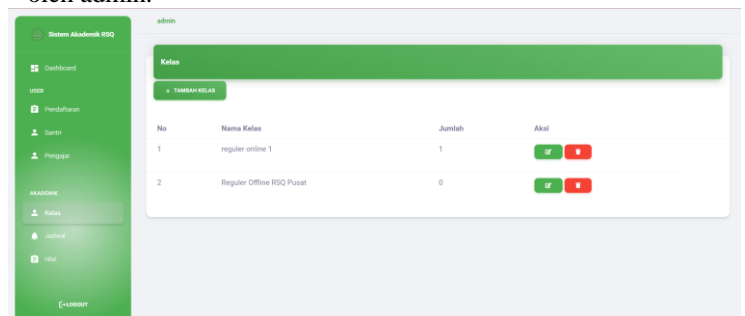 oleh admin.
admin
Sistem Akademik RSQ
Dashboard
USER
Pendaftaran
Santri
Pengajar
AKADEMIK
Kelas
Jadwal
nilai
LOGOUT
Kelas
+ TAMBAH KELAS
No Nama Kelas Jumlah Aksi
1 reguler online 1 1
2 Reguler Offline RSQ Pusat 0